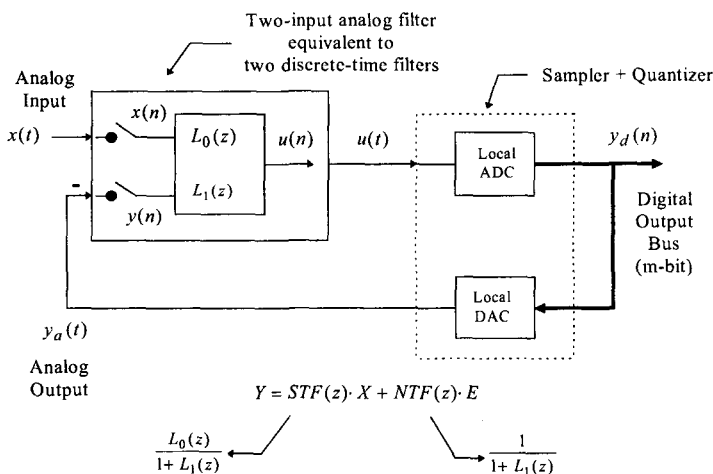 Two-input analog filter
equivalent to
two discrete-time filters
Analog
Input
x(t)
x(n)
L0(z)
u(n)
L1(z)
-
y(n)
u(t)
Sampler + Quantizer
Local
ADC
yd(n)
Digital
Output
Bus
(m-bit)
Local
DAC
ya(t)
Analog
Output
Y = STF(z)· X + NTF(z)· E
L0(z)
1 + L1(z)
1
1 + L1(z)